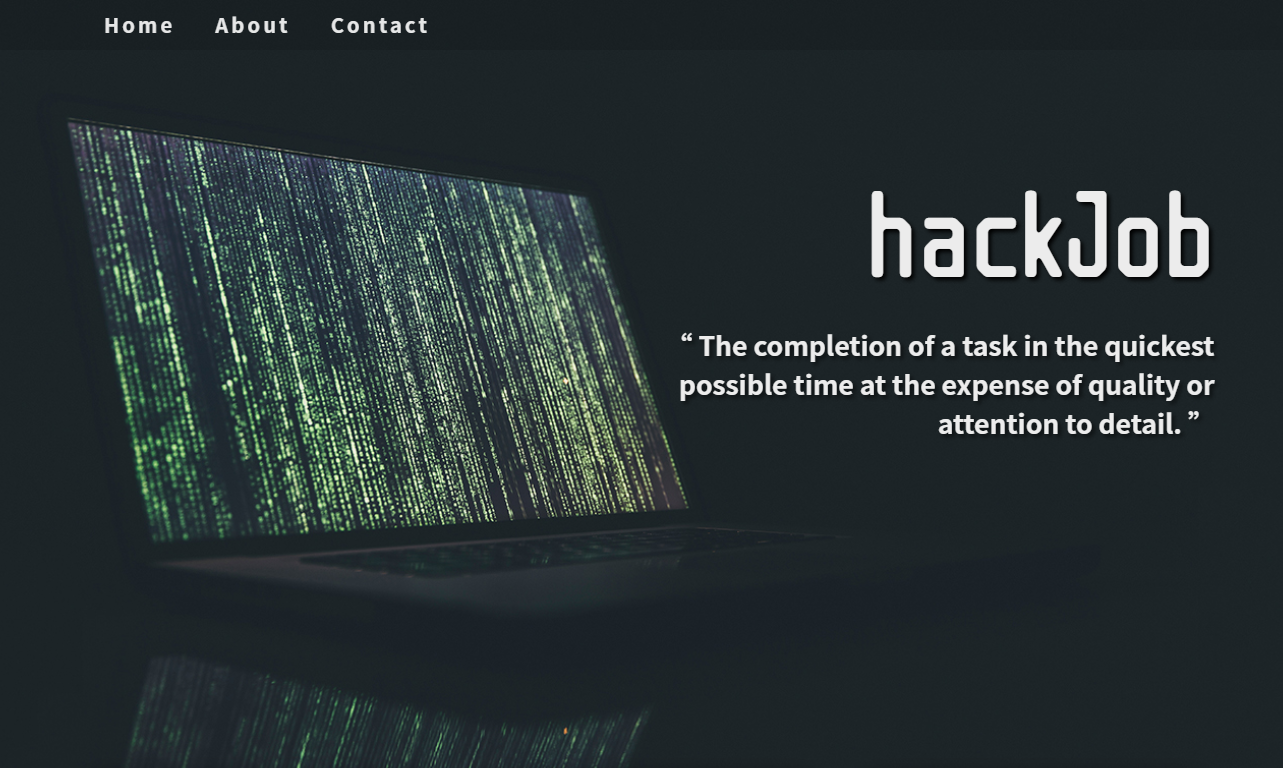 Home About Contact
hackJob
“ The completion of a task in the quickest
possible time at the expense of quality or
attention to detail. ”